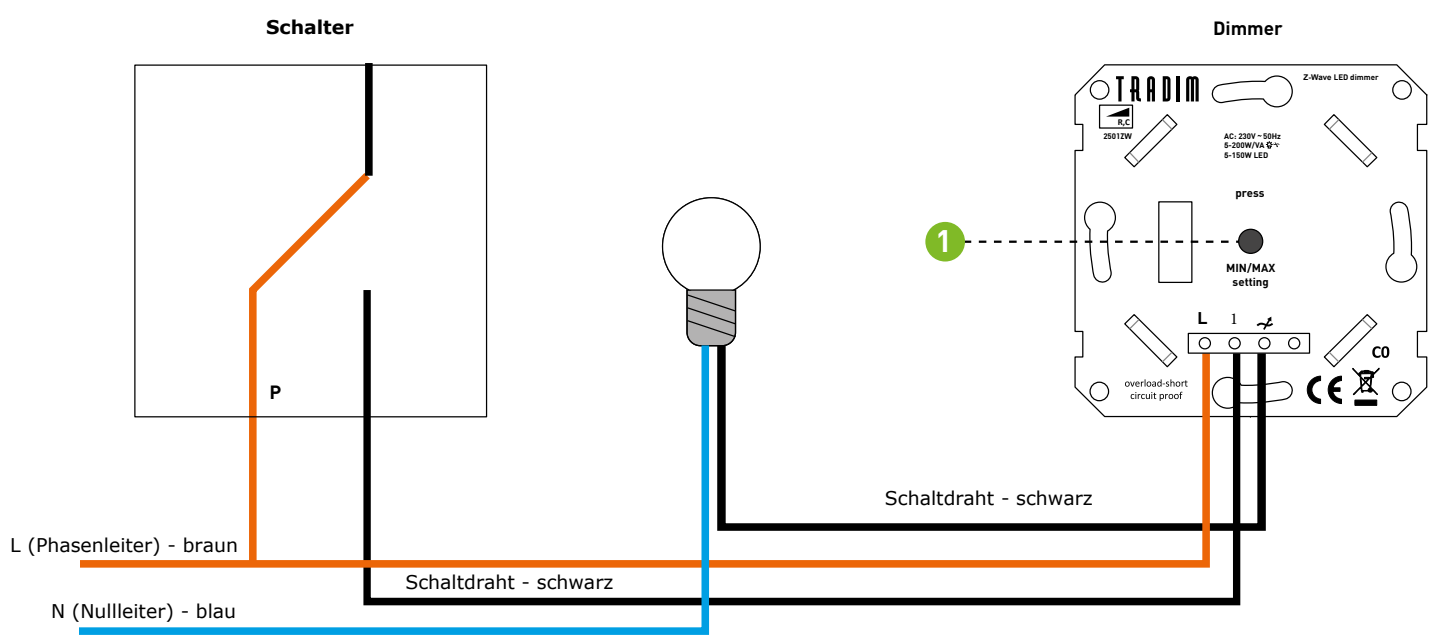 Schalter
Dimmer
TRADIM
Z-Wave LED dimmer
R,C
2501ZW
AC: 230V ~ 50Hz
5-200W/VA
5-150W LED
press
1
MIN/MAX
setting
L 1
P
overload-short
circuit proof
CO
CE
Schaltdraht - schwarz
L (Phasenleiter) - braun
Schaltdraht - schwarz
N (Nullleiter) - blau